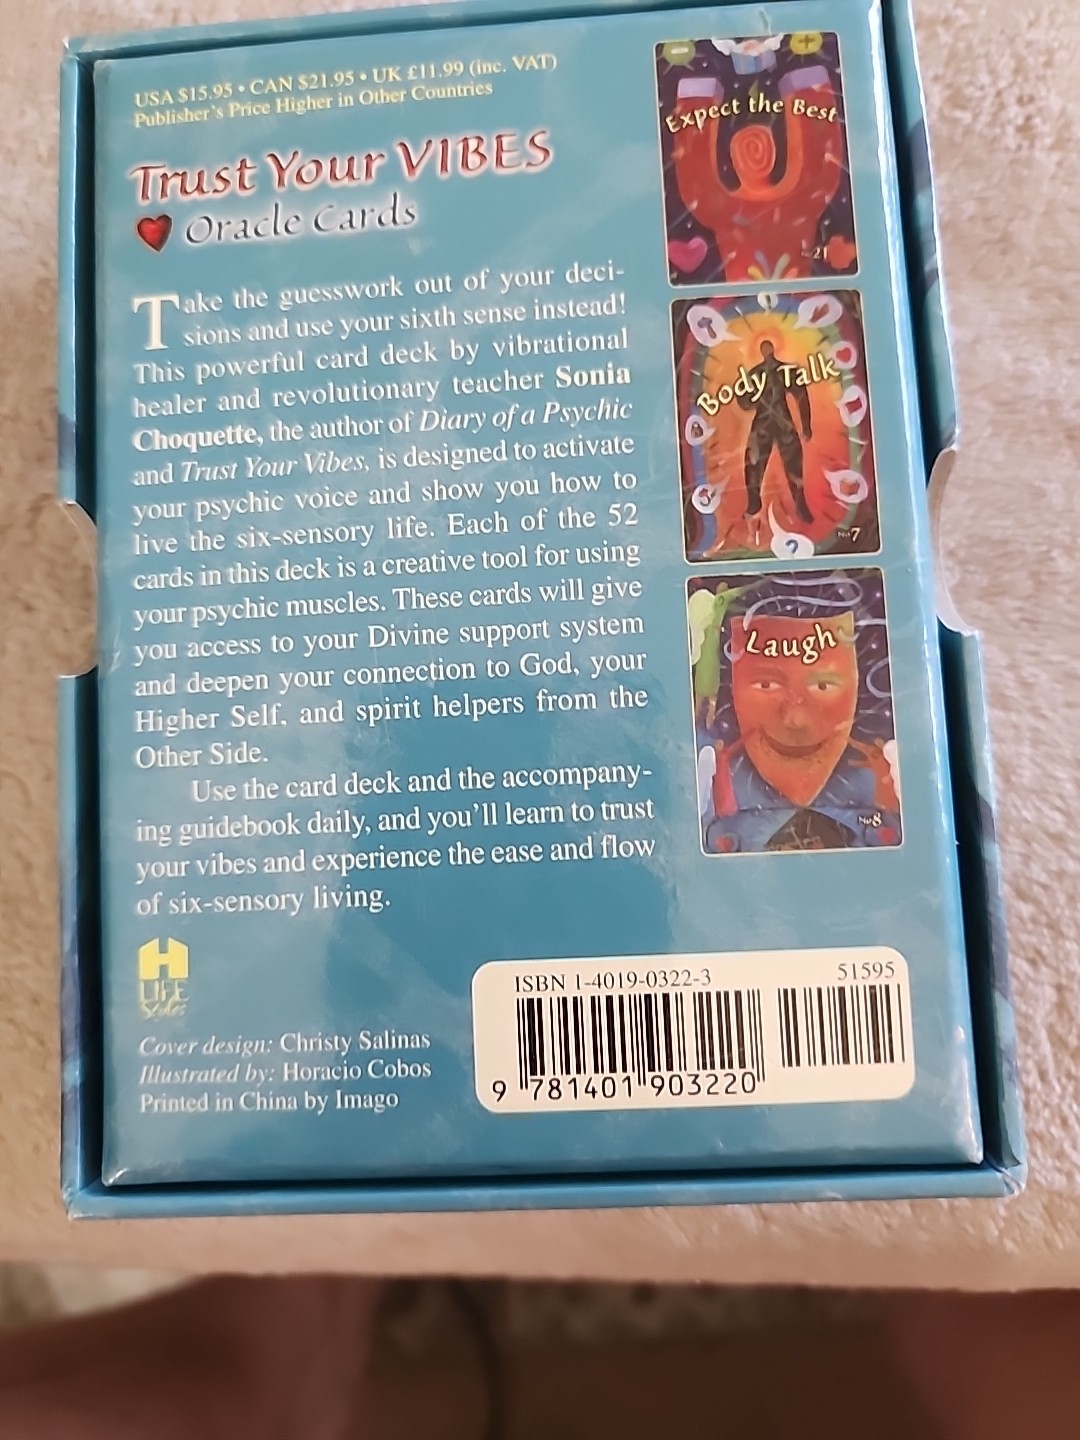 USA $15.95 • CAN $21.95 • UK £11.99 (inc. VAT)
Publisher's Price Higher in Other Countries
Trust Your VIBES
Oracle Cards
Take the guesswork out of your deci-
sions and use your sixth sense instead!
This powerful card deck by vibrational
healer and revolutionary teacher Sonia
Choquette, the author of Diary of a Psychic
and Trust Your Vibes, is designed to activate
your psychic voice and show you how to
live the six-sensory life. Each of the 52
cards in this deck is a creative tool for using
your psychic muscles. These cards will give
you access to your Divine support system
and deepen your connection to God, your
Higher Self, and spirit helpers from the
Other Side.
Use the card deck and the accompany-
ing guidebook daily, and you'll learn to trust
your vibes and experience the ease and flow
of six-sensory living.
H
LIFE
Styles
Cover design: Christy Salinas
Illustrated by: Horacio Cobos
Printed in China by Imago
Expect the Best
No 21
Body Talk
?
No 7
Laugh
No 8
ISBN 1-4019-0322-3
51595
9 781401 903220